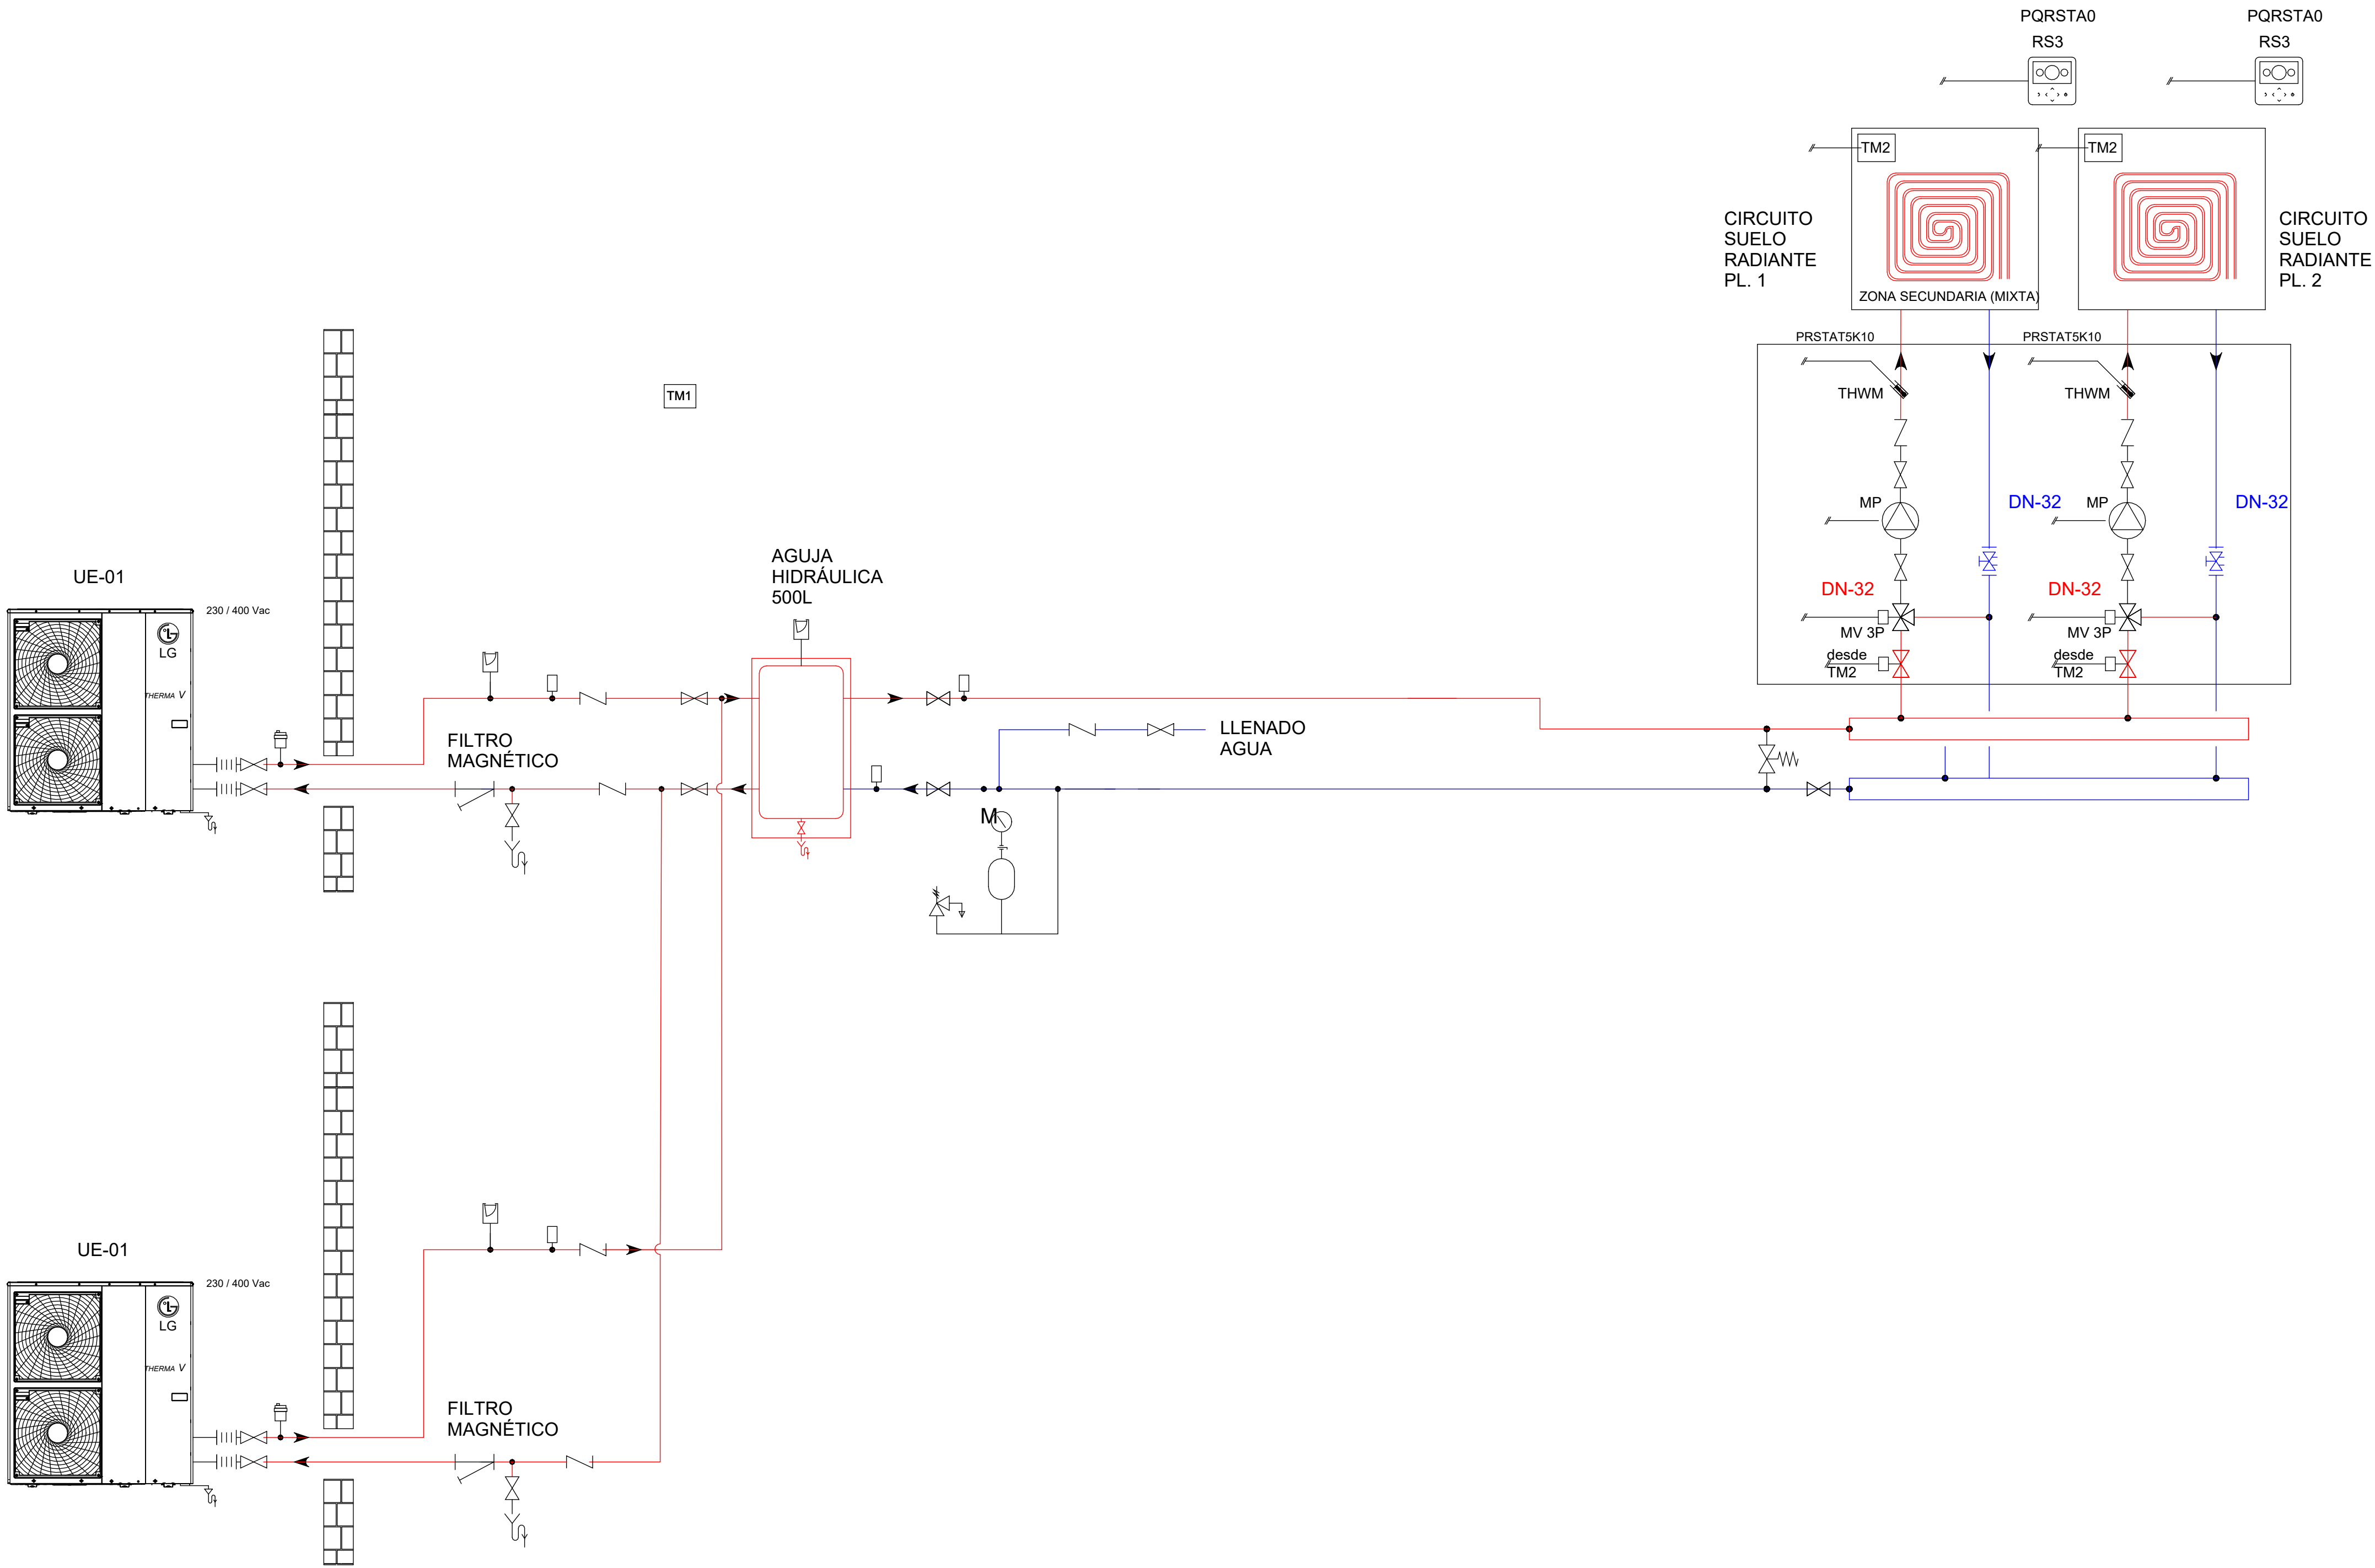 PQRSTA0
PQRSTA0
RS3
RS3
TM2
TM2
CIRCUITO
SUELO
RADIANTE
PL. 1
ZONA SECUNDARIA (MIXTA)
CIRCUITO
SUELO
RADIANTE
PL. 2
PRSTAT5K10
PRSTAT5K10
THWM
THWM
TM1
MP
DN-32
MP
DN-32
DN-32
DN-32
MV 3P
MV 3P
desde
TM2
desde
TM2
AGUJA
HIDRÁULICA
500L
UE-01
230 / 400 Vac
LG
THERMA V
FILTRO
MAGNÉTICO
LLENADO
AGUA
M
UE-01
230 / 400 Vac
LG
THERMA V
FILTRO
MAGNÉTICO